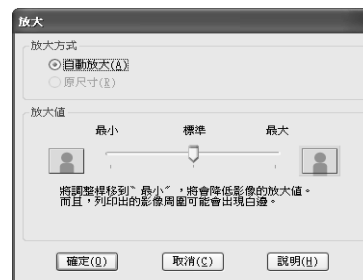 放大
放大方式
自動放大(A)
原尺寸(R)
放大值
最小 標準 最大
將調整桿移到〝最小〞，將會降低影像的放大值。
而且，列印出的影像周圍可能會出現白邊。
確定(O) 取消(C) 說明(H)